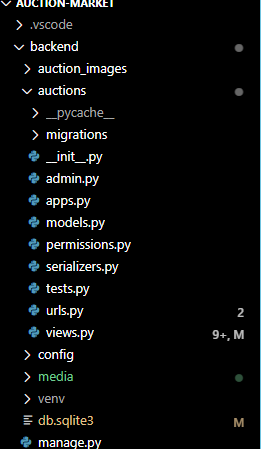 AUCTION-MARKET
.vscode
backend
auction_images
auctions
__pycache__
migrations
__init__.py
admin.py
apps.py
models.py
permissions.py
serializers.py
tests.py
urls.py 2
views.py 9+, M
config
media
venv
db.sqlite3 M
manage.py